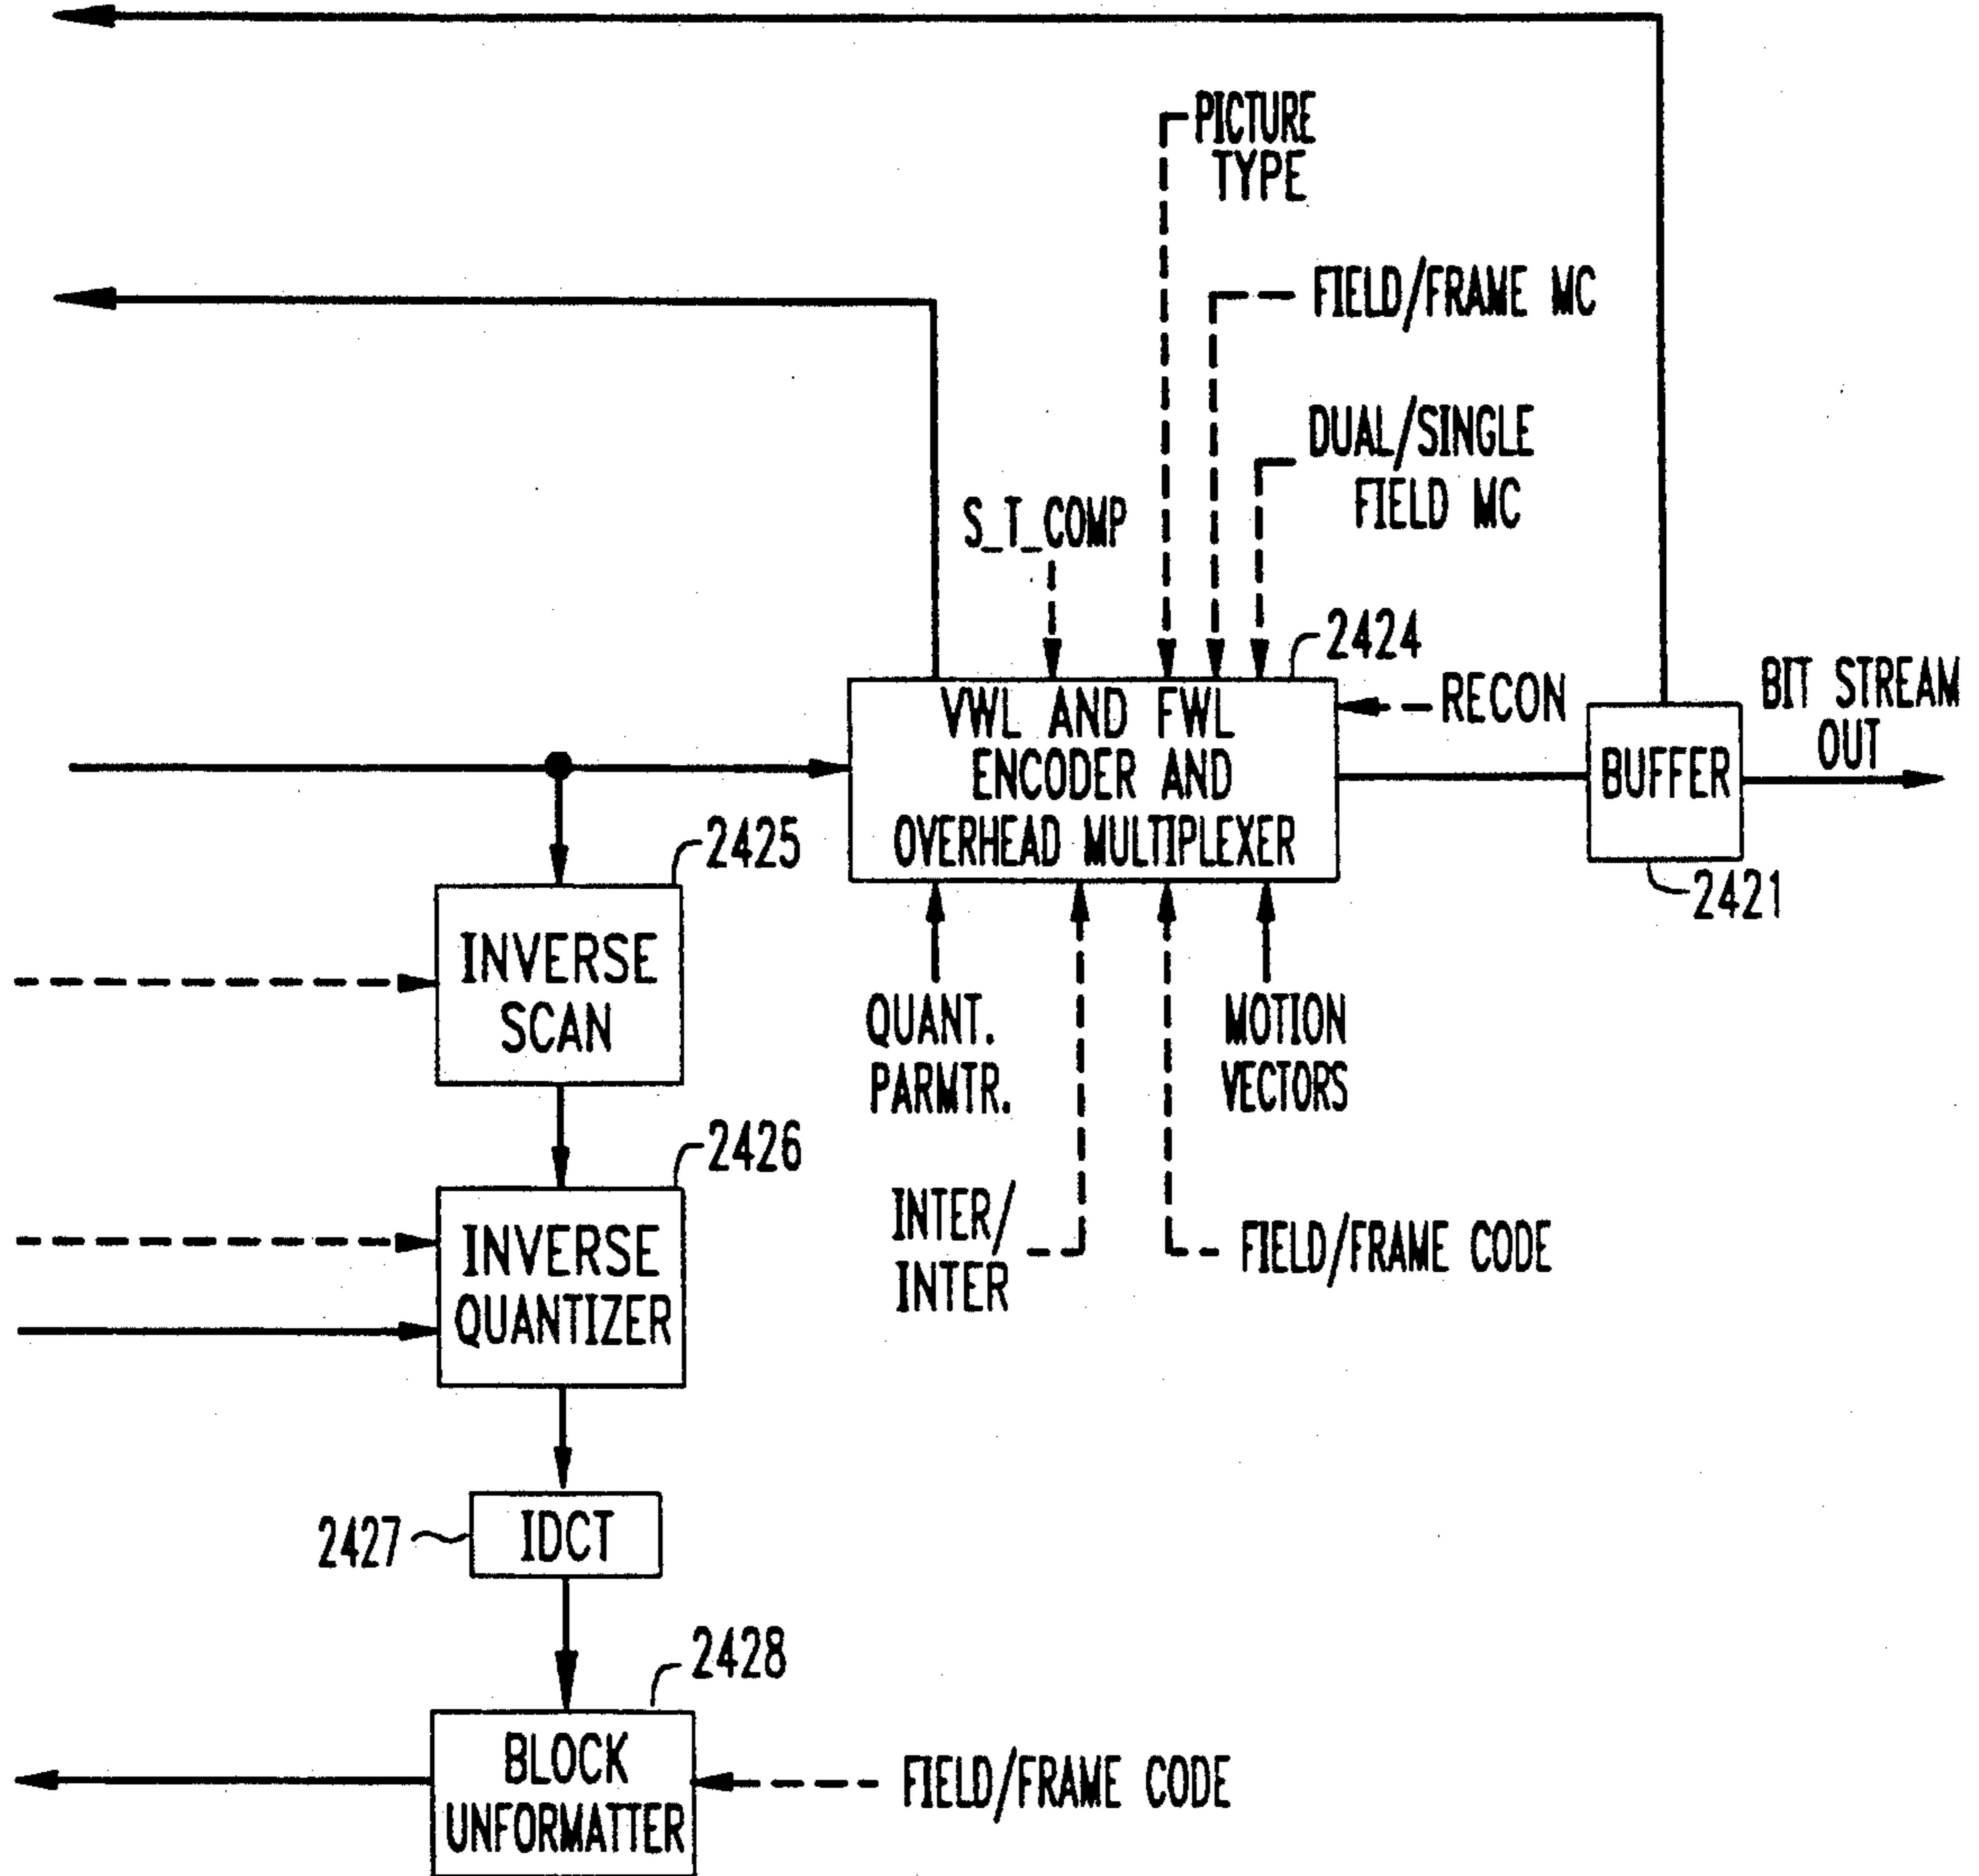 PICTURE
TYPE
FIELD/FRAME MC
DUAL/SINGLE
FIELD MC
S_T_COMP
2424
VWL AND FWL
ENCODER AND
OVERHEAD MULTIPLEXER
RECON
BUFFER
2421
BIT STREAM
OUT
2425
INVERSE
SCAN
QUANT.
PARMTR.
MOTION
VECTORS
2426
INVERSE
QUANTIZER
INTER/
INTER
FIELD/FRAME CODE
2427
IDCT
2428
BLOCK
UNFORMATTER
FIELD/FRAME CODE